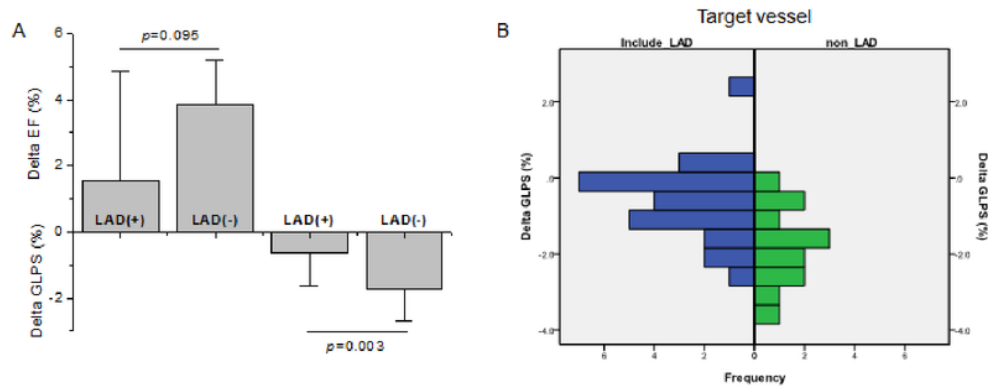 A
6
4
2
0
-2
Delta EF (%)
Delta GLPS (%)
p=0.095
LAD(+)
LAD(-)
LAD(+)
LAD(-)
p=0.003
B
Target vessel
Include_LAD
non_LAD
Delta GLPS (%)
2.0
.0
-2.0
-4.0
2.0
.0
-2.0
-4.0
Delta GLPS (%)
6
4
2
0
2
4
6
Frequency